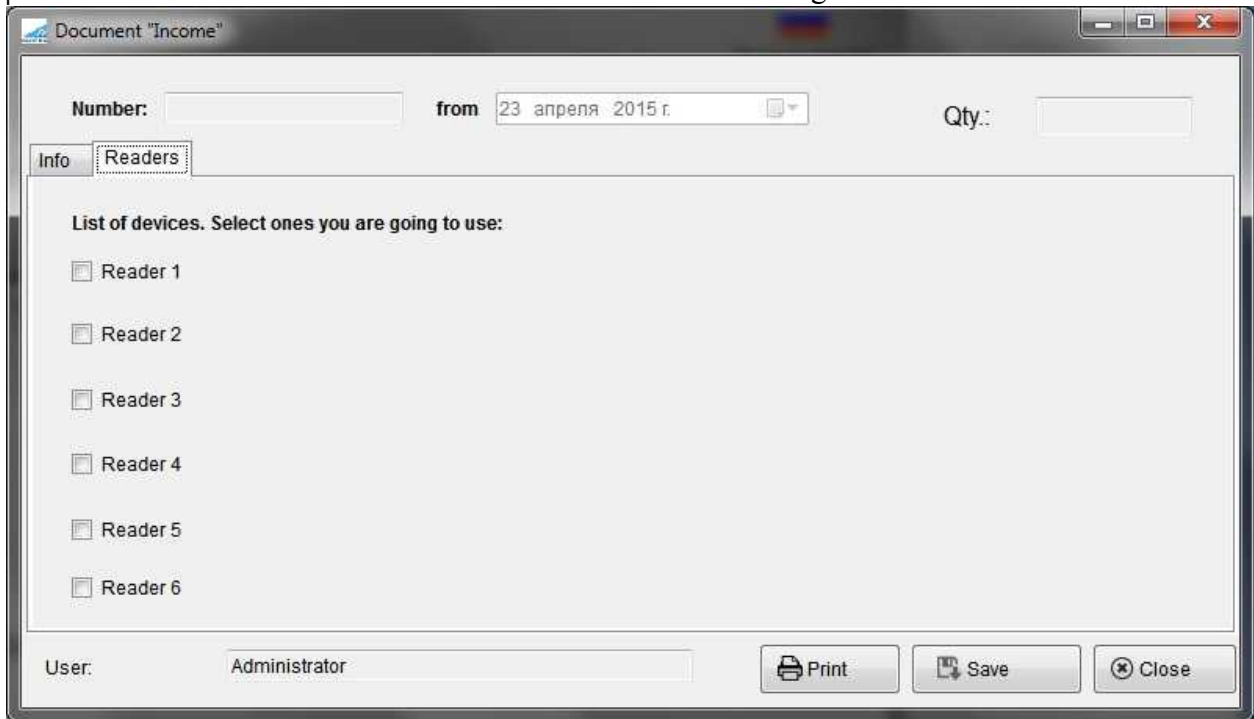 Document "Income"
Number: from 23 апреля 2015 г. Qty.:
Info Readers
List of devices. Select ones you are going to use:
Reader 1
Reader 2
Reader 3
Reader 4
Reader 5
Reader 6
User: Administrator Print Save Close